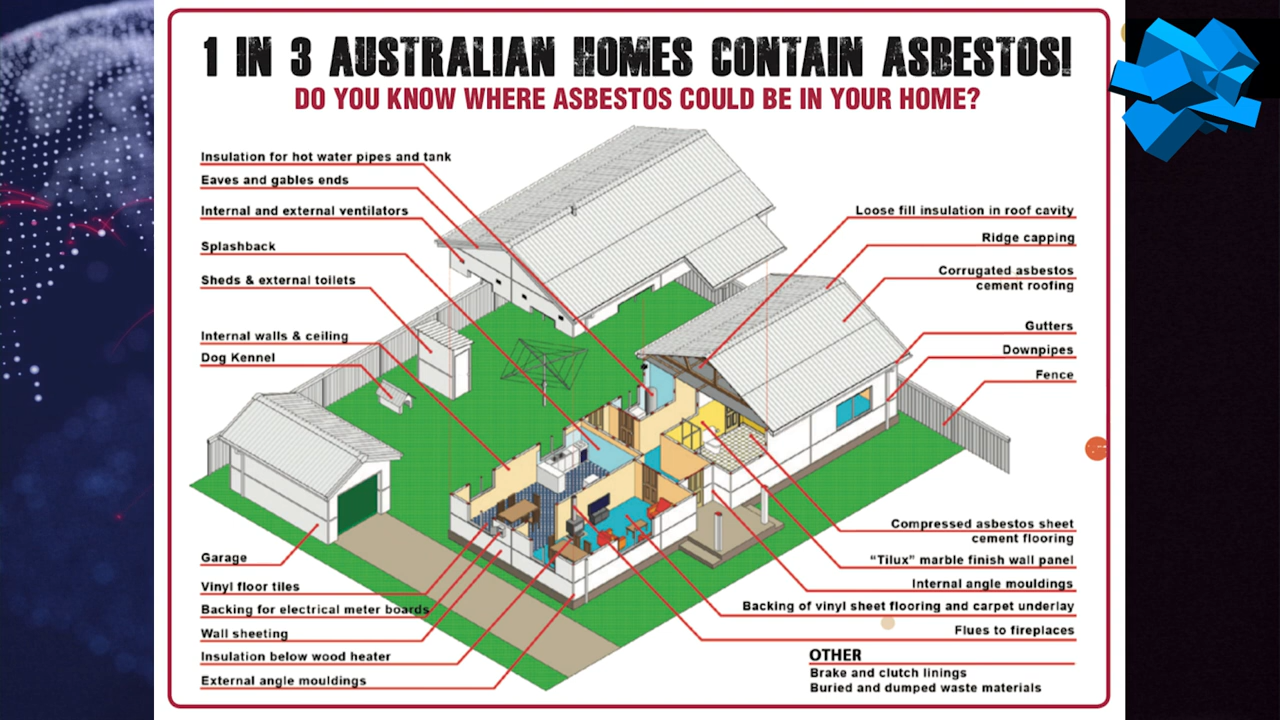 1 IN 3 AUSTRALIAN HOMES CONTAIN ASBESTOS!
DO YOU KNOW WHERE ASBESTOS COULD BE IN YOUR HOME?
Insulation for hot water pipes and tank
Eaves and gables ends
Internal and external ventilators
Splashback
Sheds & external toilets
Internal walls & ceiling
Dog Kennel
Garage
Vinyl floor tiles
Backing for electrical meter boards
Wall sheeting
Insulation below wood heater
External angle mouldings
Loose fill insulation in roof cavity
Ridge capping
Corrugated asbestos
cement roofing
Gutters
Downpipes
Fence
Compressed asbestos sheet
cement flooring
“Tilux” marble finish wall panel
Internal angle mouldings
Backing of vinyl sheet flooring and carpet underlay
Flues to fireplaces
OTHER
Brake and clutch linings
Buried and dumped waste materials